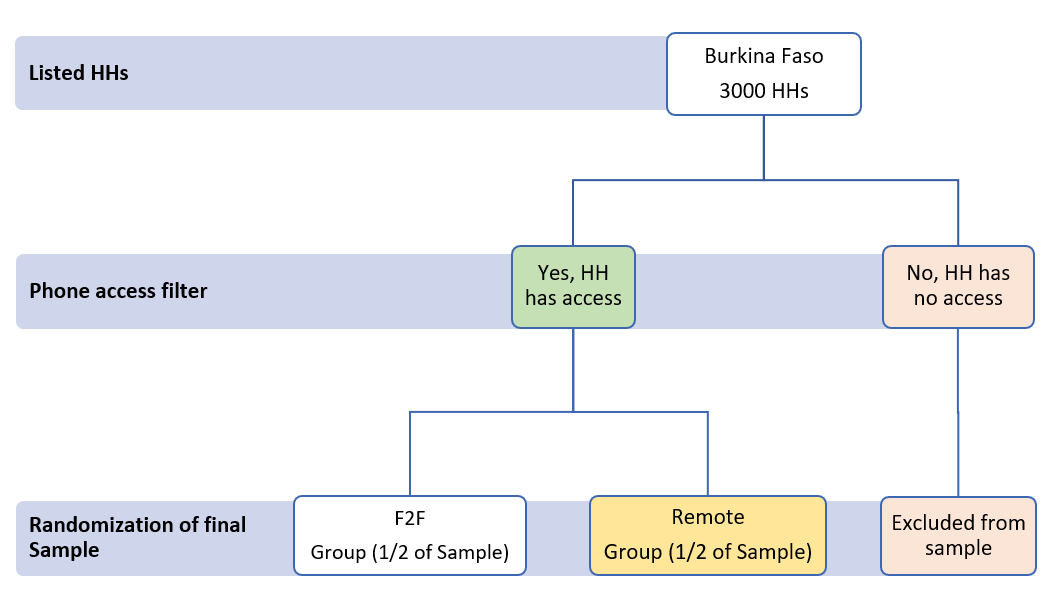 Listed HHs
Burkina Faso
3000 HHs
Phone access filter
Yes, HH
has access
No, HH has
no access
Randomization of final
Sample
F2F
Group (1/2 of Sample)
Remote
Group (1/2 of Sample)
Excluded from
sample